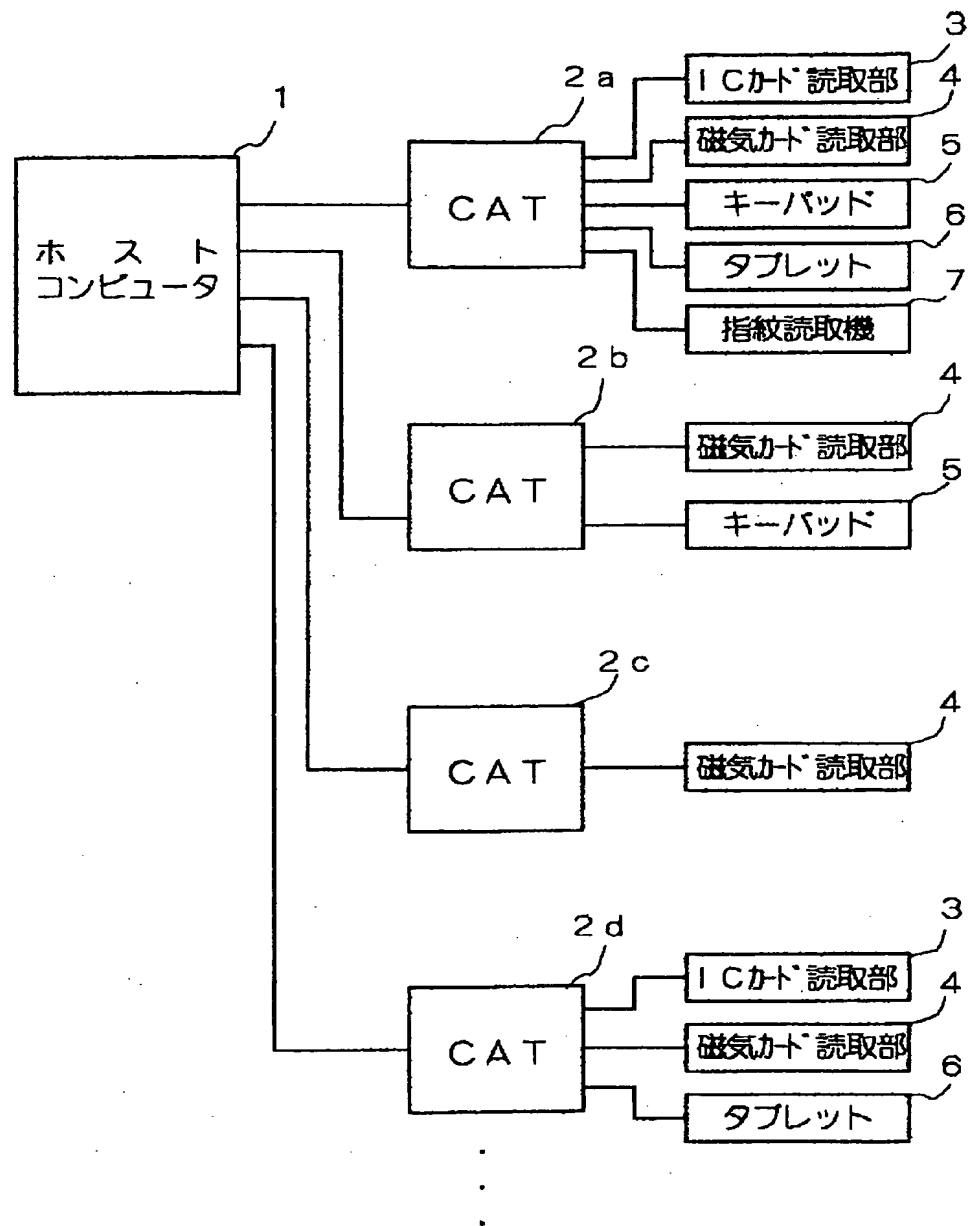 1
ホスト
コンピュータ
2a
CAT
3
ICカード読取部
4
磁気カード読取部
5
キーパッド
6
タブレット
7
指紋読取機
2b
CAT
4
磁気カード読取部
5
キーパッド
2c
CAT
4
磁気カード読取部
2d
CAT
3
ICカード読取部
4
磁気カード読取部
6
タブレット